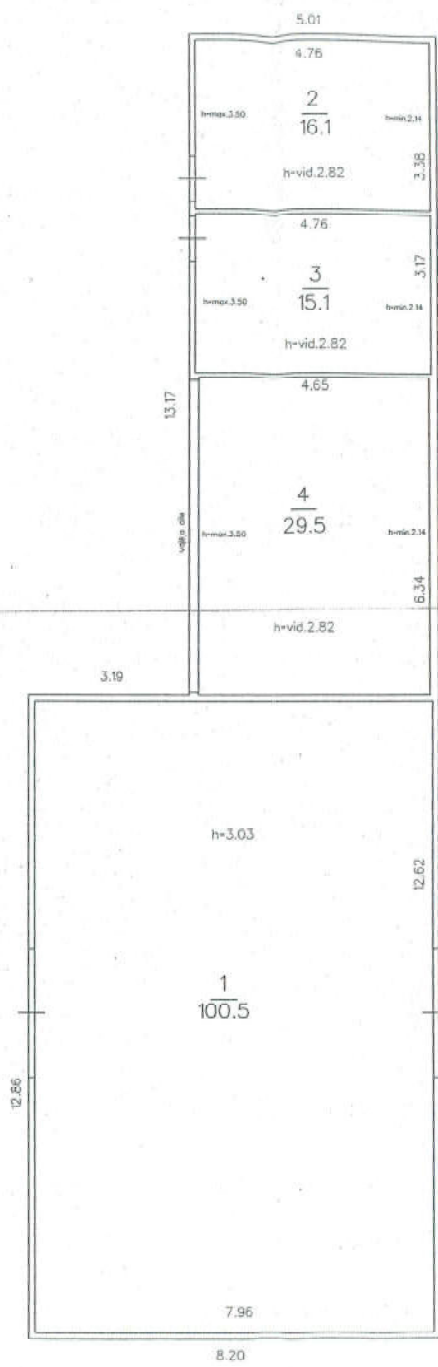 5.01
4.76
2
16.1
h=max.3.50
h=min.2.14
3.38
h=vid.2.82
4.76
3.17
3
15.1
h=max.3.50
h=min.2.14
h=vid.2.82
4.65
13.17
4
29.5
h=max.3.50
h=min.2.14
6.34
h=vid.2.82
3.19
h=3.03
12.62
1
100.5
12.86
7.96
8.20